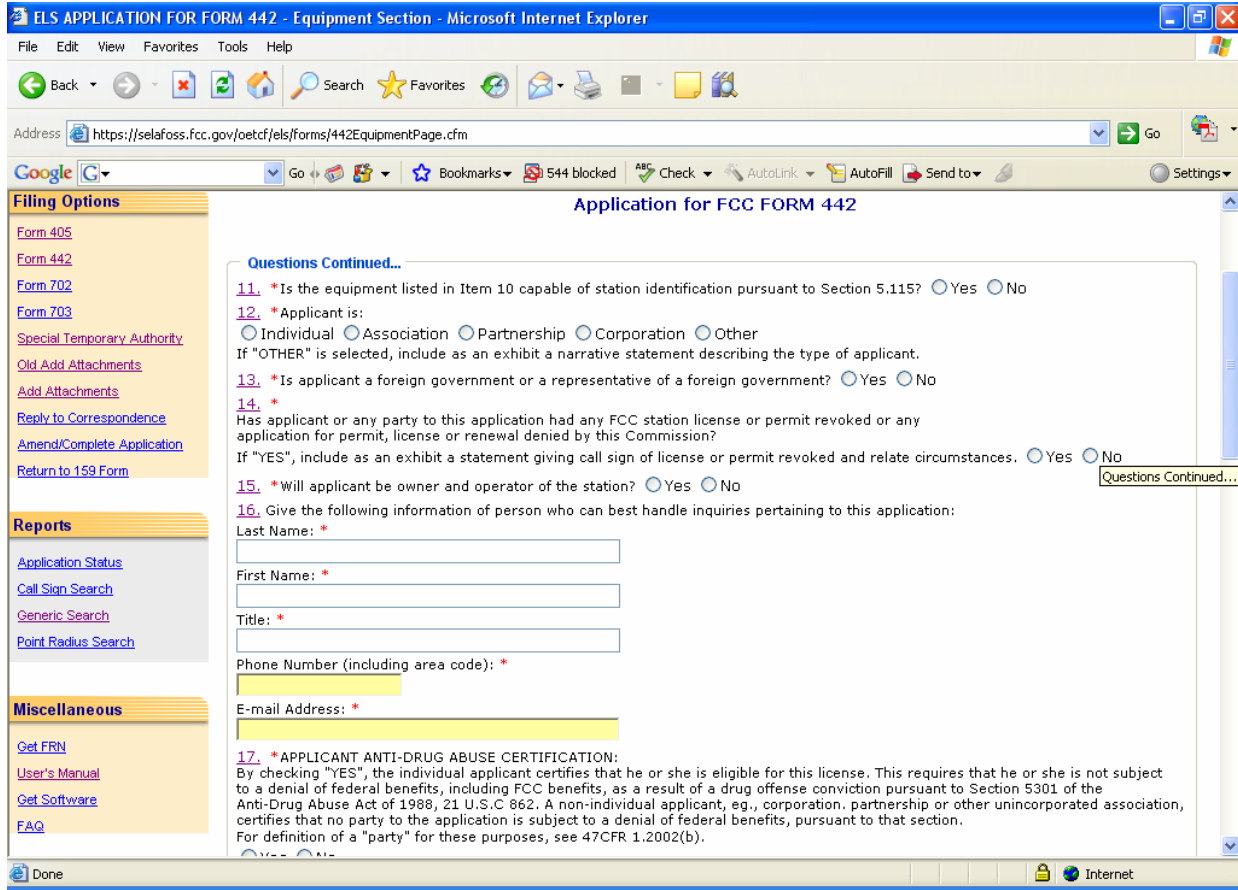 ELS APPLICATION FOR FORM 442 - Equipment Section - Microsoft Internet Explorer
File Edit View Favorites Tools Help
Back Search Favorites
Address https://selafoss.fcc.gov/oetcf/els/forms/442EquipmentPage.cfm Go
Google G Go Bookmarks 544 blocked ABC Check AutoLink AutoFill Send to Settings
Filing Options
Form 405
Form 442
Form 702
Form 703
Special Temporary Authority
Old Add Attachments
Add Attachments
Reply to Correspondence
Amend/Complete Application
Return to 159 Form
Reports
Application Status
Call Sign Search
Generic Search
Point Radius Search
Miscellaneous
Get FRN
User's Manual
Get Software
FAQ
Application for FCC FORM 442
Questions Continued...
11. *Is the equipment listed in Item 10 capable of station identification pursuant to Section 5.115? Yes No
12. *Applicant is:
Individual Association Partnership Corporation Other
If "OTHER" is selected, include as an exhibit a narrative statement describing the type of applicant.
13. *Is applicant a foreign government or a representative of a foreign government? Yes No
14. *
Has applicant or any party to this application had any FCC station license or permit revoked or any
application for permit, license or renewal denied by this Commission?
If "YES", include as an exhibit a statement giving call sign of license or permit revoked and relate circumstances. Yes No
Questions Continued...
15. *Will applicant be owner and operator of the station? Yes No
16. Give the following information of person who can best handle inquiries pertaining to this application:
Last Name: *
First Name: *
Title: *
Phone Number (including area code): *
E-mail Address: *
17. *APPLICANT ANTI-DRUG ABUSE CERTIFICATION:
By checking "YES", the individual applicant certifies that he or she is eligible for this license. This requires that he or she is not subject
to a denial of federal benefits, including FCC benefits, as a result of a drug offense conviction pursuant to Section 5301 of the
Anti-Drug Abuse Act of 1988, 21 U.S.C 862. A non-individual applicant, eg., corporation. partnership or other unincorporated association,
certifies that no party to the application is subject to a denial of federal benefits, pursuant to that section.
For definition of a "party" for these purposes, see 47CFR 1.2002(b).
Yes No
Done Internet